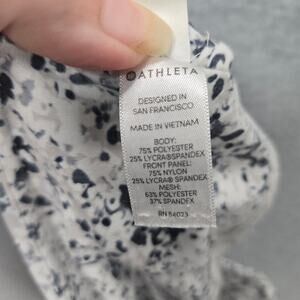 ATHLETA
DESIGNED IN
SAN FRANCISCO
MADE IN VIETNAM
BODY:
75% POLYESTER
25% LYCRA®SPANDEX
FRONT PANEL:
75% NYLON
25% LYCRA® SPANDEX
MESH:
63% POLYESTER
37% SPANDEX
RN 54023